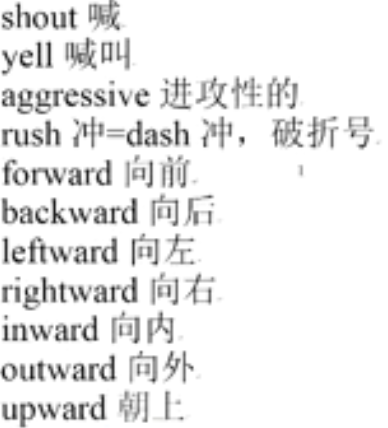 shout 喊
yell 喊叫
aggressive 进攻性的
rush 冲=dash 冲，破折号
forward 向前
backward 向后
leftward 向左
rightward 向右
inward 向内
outward 向外
upward 朝上